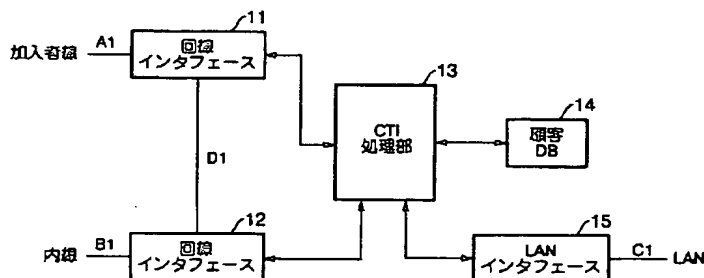 11
加入者線 A1
回線
インタフェース
13
CTI
処理部
14
顧客
DB
D1
12
内線 B1
回線
インタフェース
15
LAN
インタフェース
C1 LAN